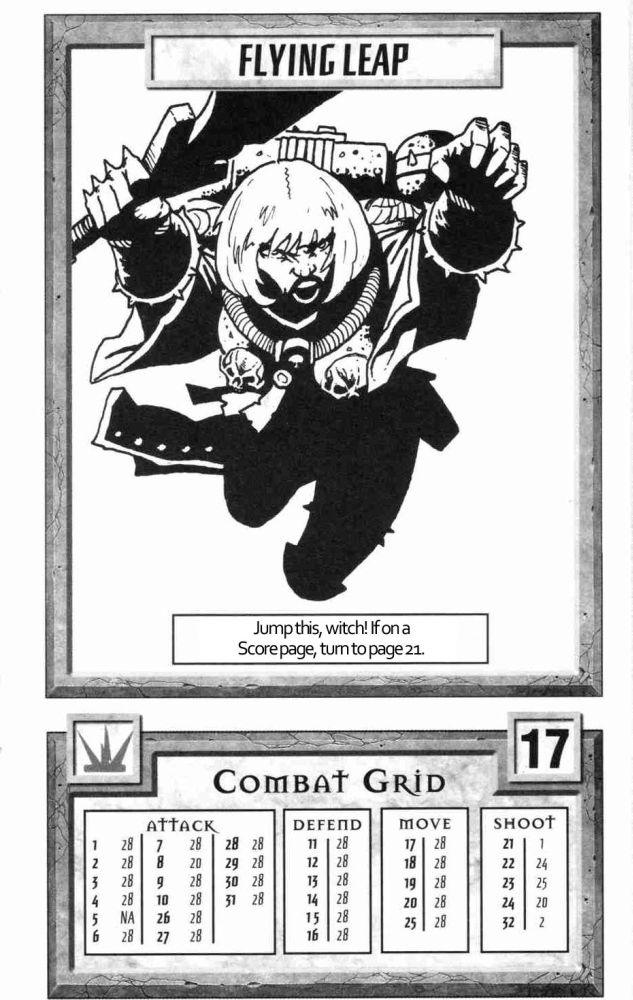 FLYING LEAP
Jump this, witch! If on a
Score page, turn to page 21.
17
COMBAT GRID
ATTACK
1 28 7 28 28 28
2 28 8 20 29 28
3 28 9 28 30 28
4 28 10 28 31 28
5 NA 26 28
6 28 27 28
DEFEND
11 28
12 28
13 28
14 28
15 28
16 28
MOVE
17 28
18 28
19 28
20 28
25 28
SHOOT
21 1
22 24
23 25
24 20
32 2